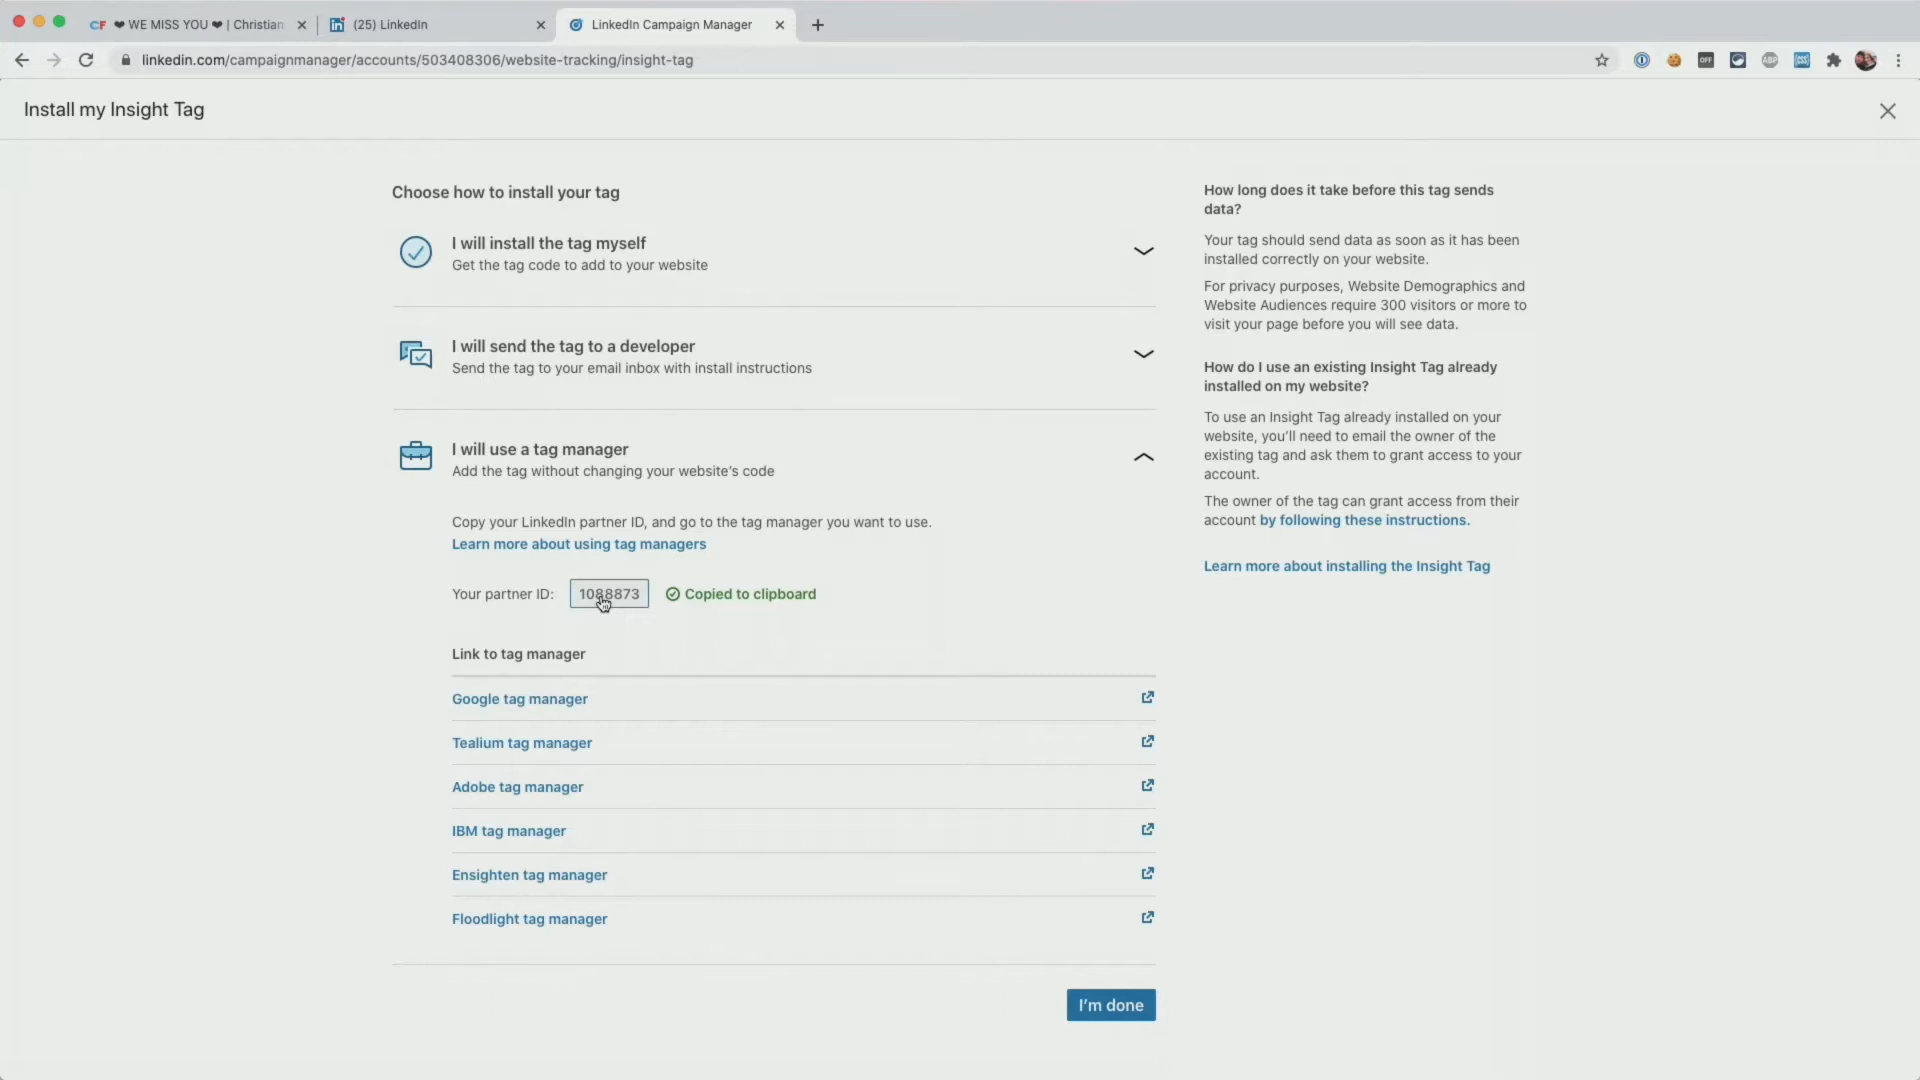 CF ❤ WE MISS YOU ❤ | Christian
(25) LinkedIn
LinkedIn Campaign Manager
linkedin.com/campaignmanager/accounts/503408306/website-tracking/insight-tag
OFF
ABP
Install my Insight Tag
Choose how to install your tag
I will install the tag myself
Get the tag code to add to your website
I will send the tag to a developer
Send the tag to your email inbox with install instructions
I will use a tag manager
Add the tag without changing your website's code
Copy your LinkedIn partner ID, and go to the tag manager you want to use.
Learn more about using tag managers
Your partner ID: 1088873 Copied to clipboard
Link to tag manager
Google tag manager
Tealium tag manager
Adobe tag manager
IBM tag manager
Ensighten tag manager
Floodlight tag manager
I'm done
How long does it take before this tag sends
data?
Your tag should send data as soon as it has been
installed correctly on your website.
For privacy purposes, Website Demographics and
Website Audiences require 300 visitors or more to
visit your page before you will see data.
How do I use an existing Insight Tag already
installed on my website?
To use an Insight Tag already installed on your
website, you'll need to email the owner of the
existing tag and ask them to grant access to your
account.
The owner of the tag can grant access from their
account by following these instructions.
Learn more about installing the Insight Tag